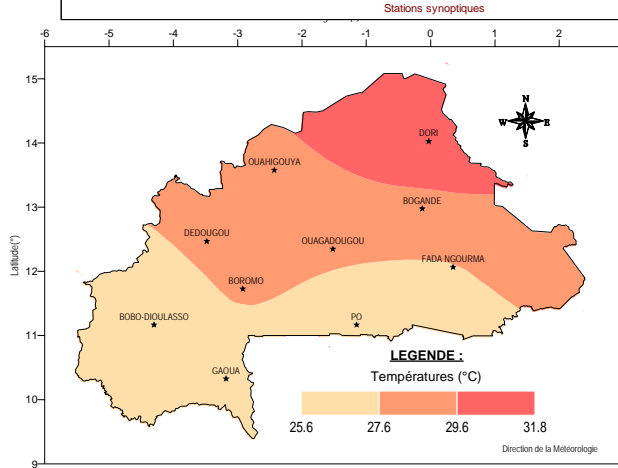 Stations synoptiques
-6 -5 -4 -3 -2 -1 0 1 2
15
N
W E
S
14
DORI
OUAHIGOUYA
13
BOGANDE
DEDOUGOU
OUAGADOUGOU
FADA NGOURMA
Latitude(°)
12
BOROMO
BOBO-DIOULASSO
PO
11
LEGENDE :
Températures (°C)
GAOUA
10
25.6 27.6 29.6 31.8
Direction de la Météorologie
9